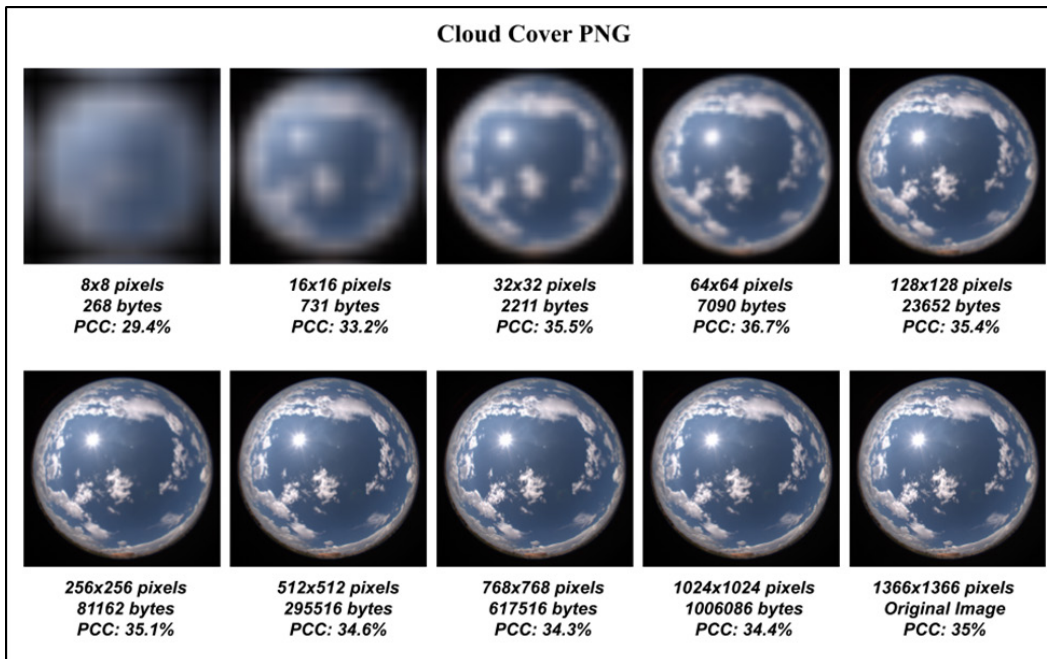 Cloud Cover PNG
8x8 pixels
268 bytes
PCC: 29.4%
16x16 pixels
731 bytes
PCC: 33.2%
32x32 pixels
2211 bytes
PCC: 35.5%
64x64 pixels
7090 bytes
PCC: 36.7%
128x128 pixels
23652 bytes
PCC: 35.4%
256x256 pixels
81162 bytes
PCC: 35.1%
512x512 pixels
295516 bytes
PCC: 34.6%
768x768 pixels
617516 bytes
PCC: 34.3%
1024x1024 pixels
1006086 bytes
PCC: 34.4%
1366x1366 pixels
Original Image
PCC: 35%